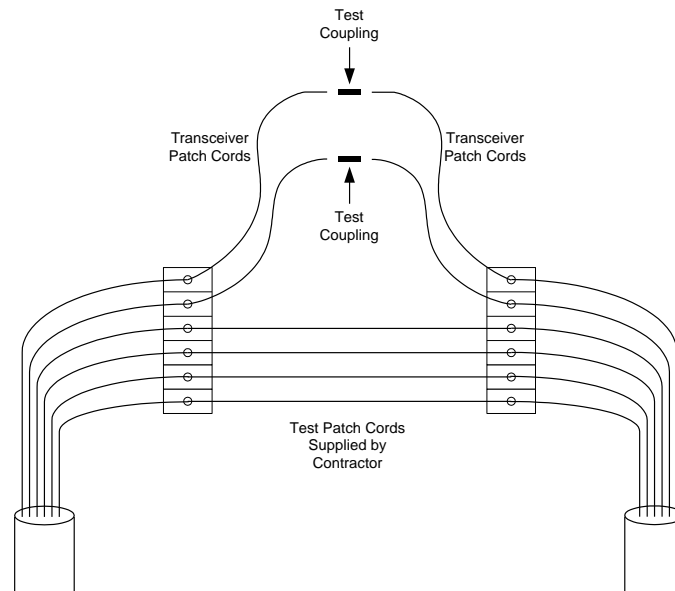 Test
Coupling
Transceiver
Patch Cords
Transceiver
Patch Cords
Test
Coupling
Test Patch Cords
Supplied by
Contractor